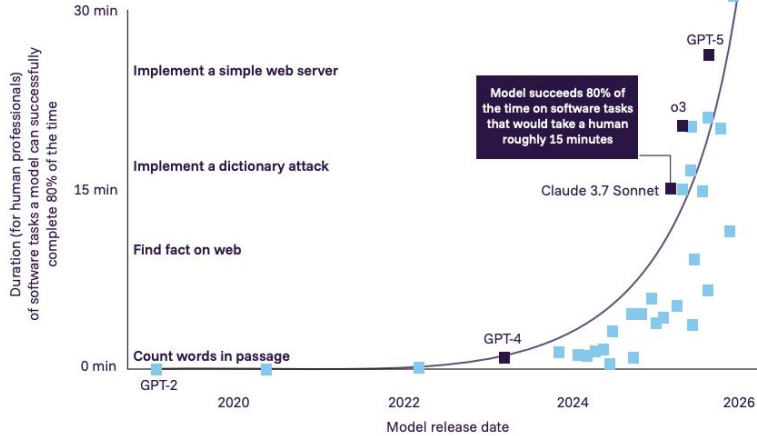 30 min
GPT-5
Implement a simple web server
Model succeeds 80% of
the time on software tasks
that would take a human
roughly 15 minutes
o3
Duration (for human professionals)
of software tasks a model can successfully
complete 80% of the time
Implement a dictionary attack
15 min
Claude 3.7 Sonnet
Find fact on web
GPT-4
Count words in passage
0 min
GPT-2
2020
2022
2024
2026
Model release date